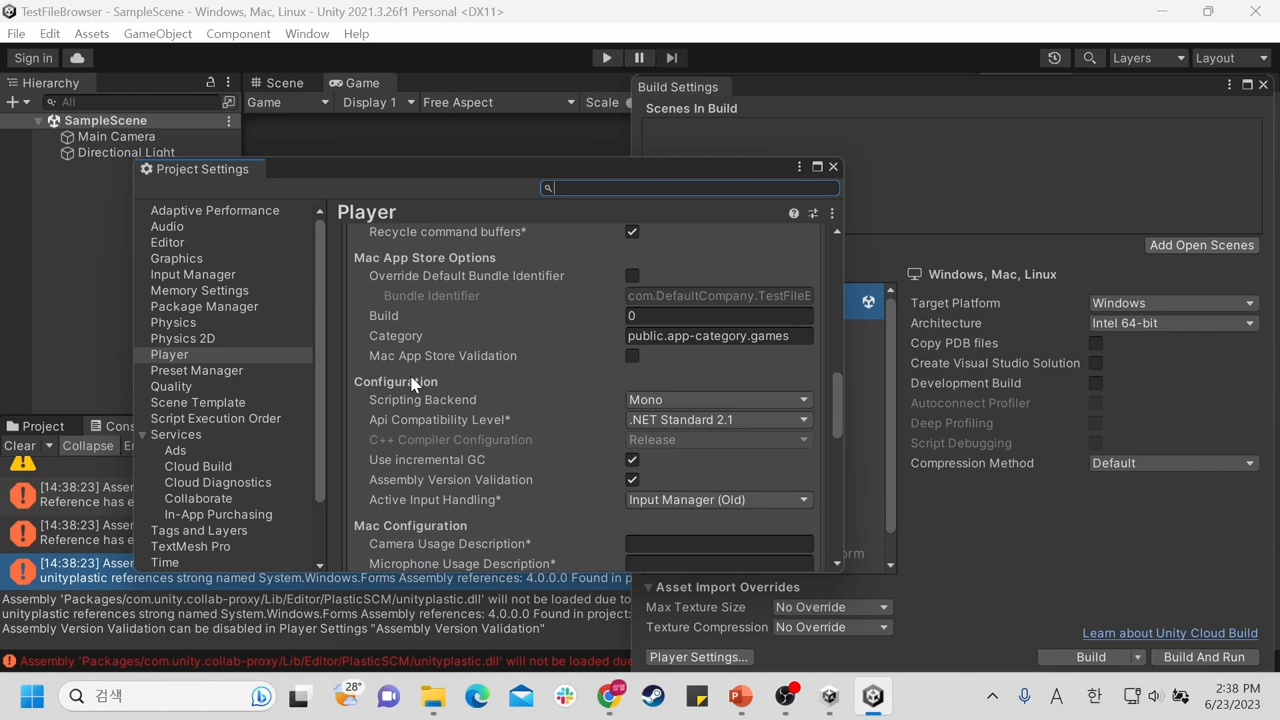 TestFileBrowser - SampleScene - Windows, Mac, Linux - Unity 2021.3.26f1 Personal <DX11>
File Edit Assets GameObject Component Window Help
Sign in
Layers
Layout
Hierarchy
All
SampleScene
Main Camera
Directional Light
Scene
Game
Game
Display 1
Free Aspect
Scale
Build Settings
Scenes In Build
Add Open Scenes
Project Settings
Adaptive Performance
Audio
Editor
Graphics
Input Manager
Memory Settings
Package Manager
Physics
Physics 2D
Player
Preset Manager
Quality
Scene Template
Script Execution Order
Services
Ads
Cloud Build
Cloud Diagnostics
Collaborate
In-App Purchasing
Tags and Layers
TextMesh Pro
Time
Player
Recycle command buffers*
Mac App Store Options
Override Default Bundle Identifier
Bundle Identifier com.DefaultCompany.TestFileE
Build 0
Category public.app-category.games
Mac App Store Validation
Configuration
Scripting Backend Mono
Api Compatibility Level* .NET Standard 2.1
C++ Compiler Configuration Release
Use incremental GC
Assembly Version Validation
Active Input Handling* Input Manager (Old)
Mac Configuration
Camera Usage Description*
Microphone Usage Description*
Windows, Mac, Linux
Target Platform Windows
Architecture Intel 64-bit
Copy PDB files
Create Visual Studio Solution
Development Build
Autoconnect Profiler
Deep Profiling
Script Debugging
Compression Method Default
orm
Asset Import Overrides
Max Texture Size No Override
Texture Compression No Override
Player Settings...
Learn about Unity Cloud Build
Build
Build And Run
Project
Cons
Clear Collapse Er
[14:38:23] Asser
Reference has e
[14:38:23] Asser
Reference has e
[14:38:23] Asser
unityplastic references strong named System.Windows.Forms Assembly references: 4.0.0.0 Found in p
Assembly 'Packages/com.unity.collab-proxy/Lib/Editor/PlasticSCM/unityplastic.dll' will not be loaded due to
unityplastic references strong named System.Windows.Forms Assembly references: 4.0.0.0 Found in project:
Assembly Version Validation can be disabled in Player Settings "Assembly Version Validation"
Assembly 'Packages/com.unity.collab-proxy/Lib/Editor/PlasticSCM/unityplastic.dll' will not be loaded due
검색
28°
A
한
2:38 PM
6/23/2023